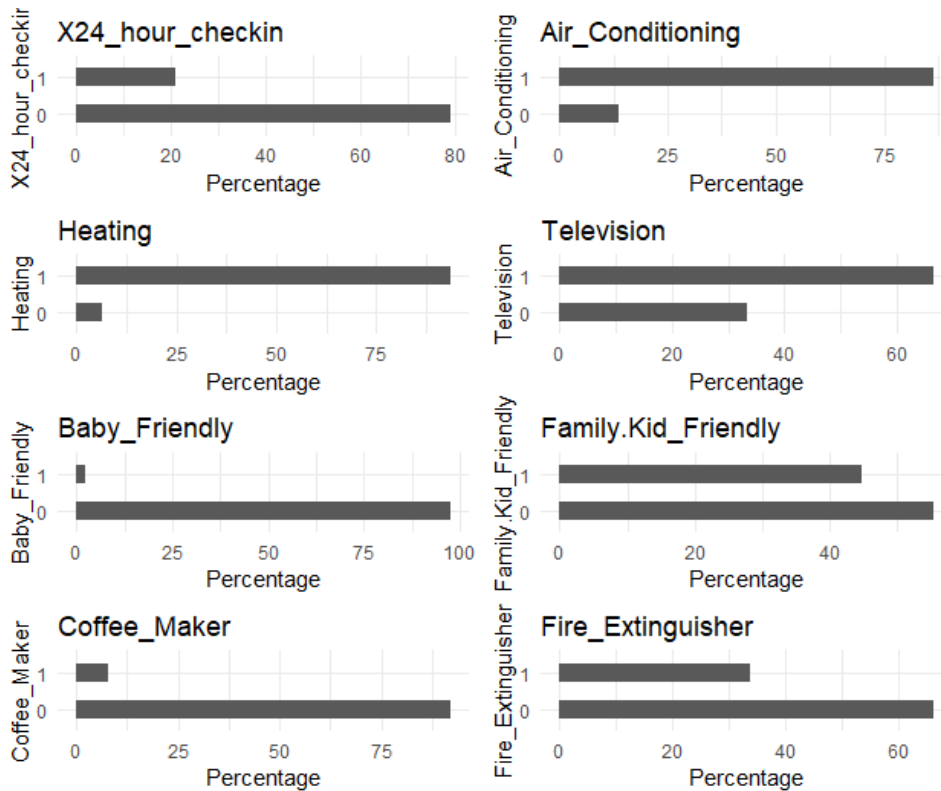 X24_hour_checkin
X24_hour_checkir
1
0
0 20 40 60 80
Percentage
Air_Conditioning
Air_Conditioning
1
0
0 25 50 75
Percentage
Heating
Heating
1
0
0 25 50 75
Percentage
Television
Television
1
0
0 20 40 60
Percentage
Baby_Friendly
Baby_Friendly
1
0
0 25 50 75 100
Percentage
Family.Kid_Friendly
Family.Kid_Friendly
1
0
0 20 40
Percentage
Coffee_Maker
Coffee_Maker
1
0
0 25 50 75
Percentage
Fire_Extinguisher
Fire_Extinguisher
1
0
0 20 40 60
Percentage